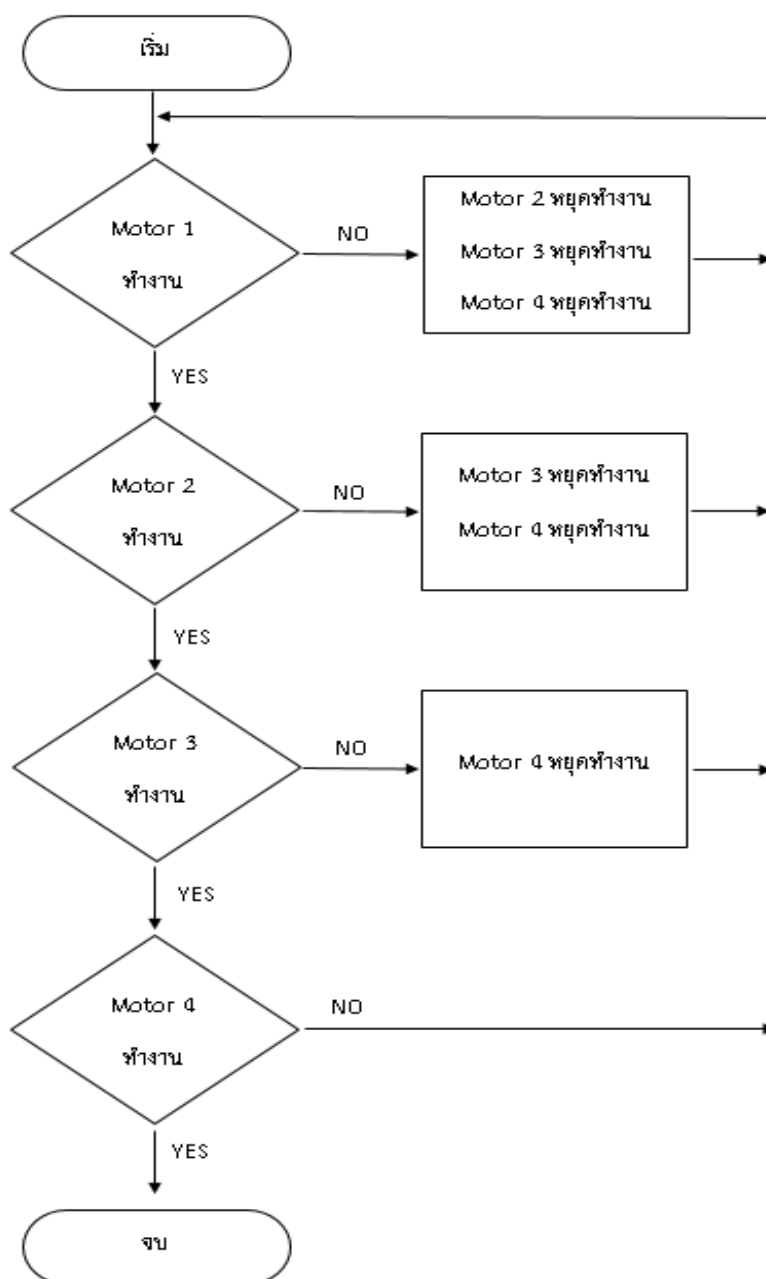 เริ่ม
Motor 1
ทำงาน
NO
Motor 2 หยุดทำงาน
Motor 3 หยุดทำงาน
Motor 4 หยุดทำงาน
YES
Motor 2
ทำงาน
NO
Motor 3 หยุดทำงาน
Motor 4 หยุดทำงาน
YES
Motor 3
ทำงาน
NO
Motor 4 หยุดทำงาน
YES
Motor 4
ทำงาน
NO
YES
จบ